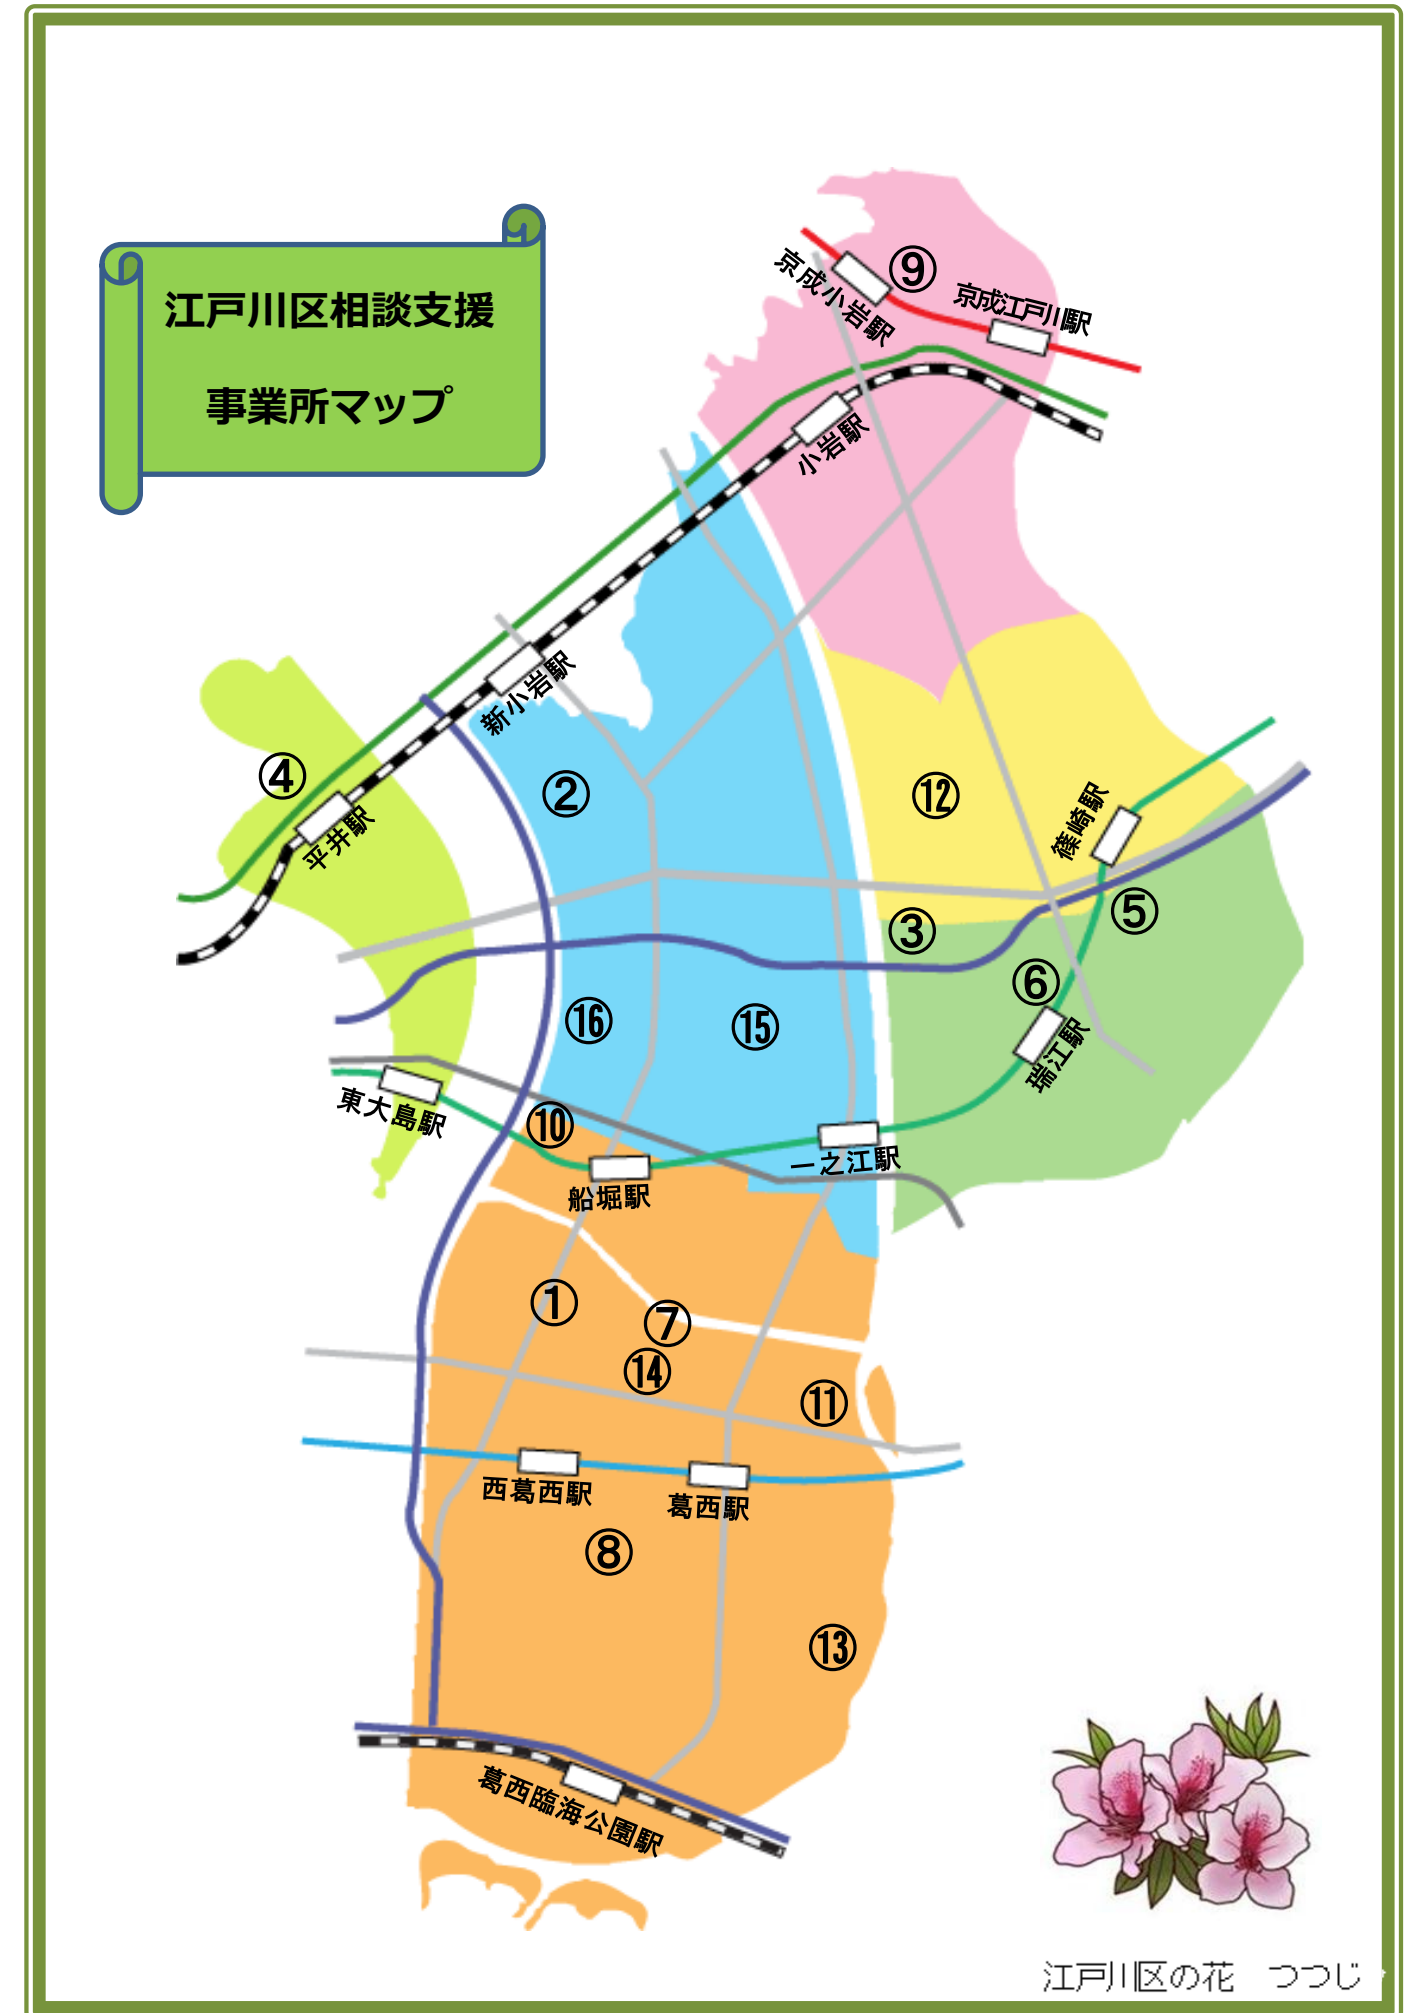 江戸川区相談支援
事業所マップ
⑨
京成小岩駅
京成江戸川駅
小岩駅
新小岩駅
④
平井駅
②
⑫
篠崎駅
③
⑤
⑥
⑯
⑮
瑞江駅
東大島駅
⑩
一之江駅
船堀駅
①
⑦
⑭
⑪
西葛西駅
葛西駅
⑧
⑬
葛西臨海公園駅
江戸川区の花　つつじ